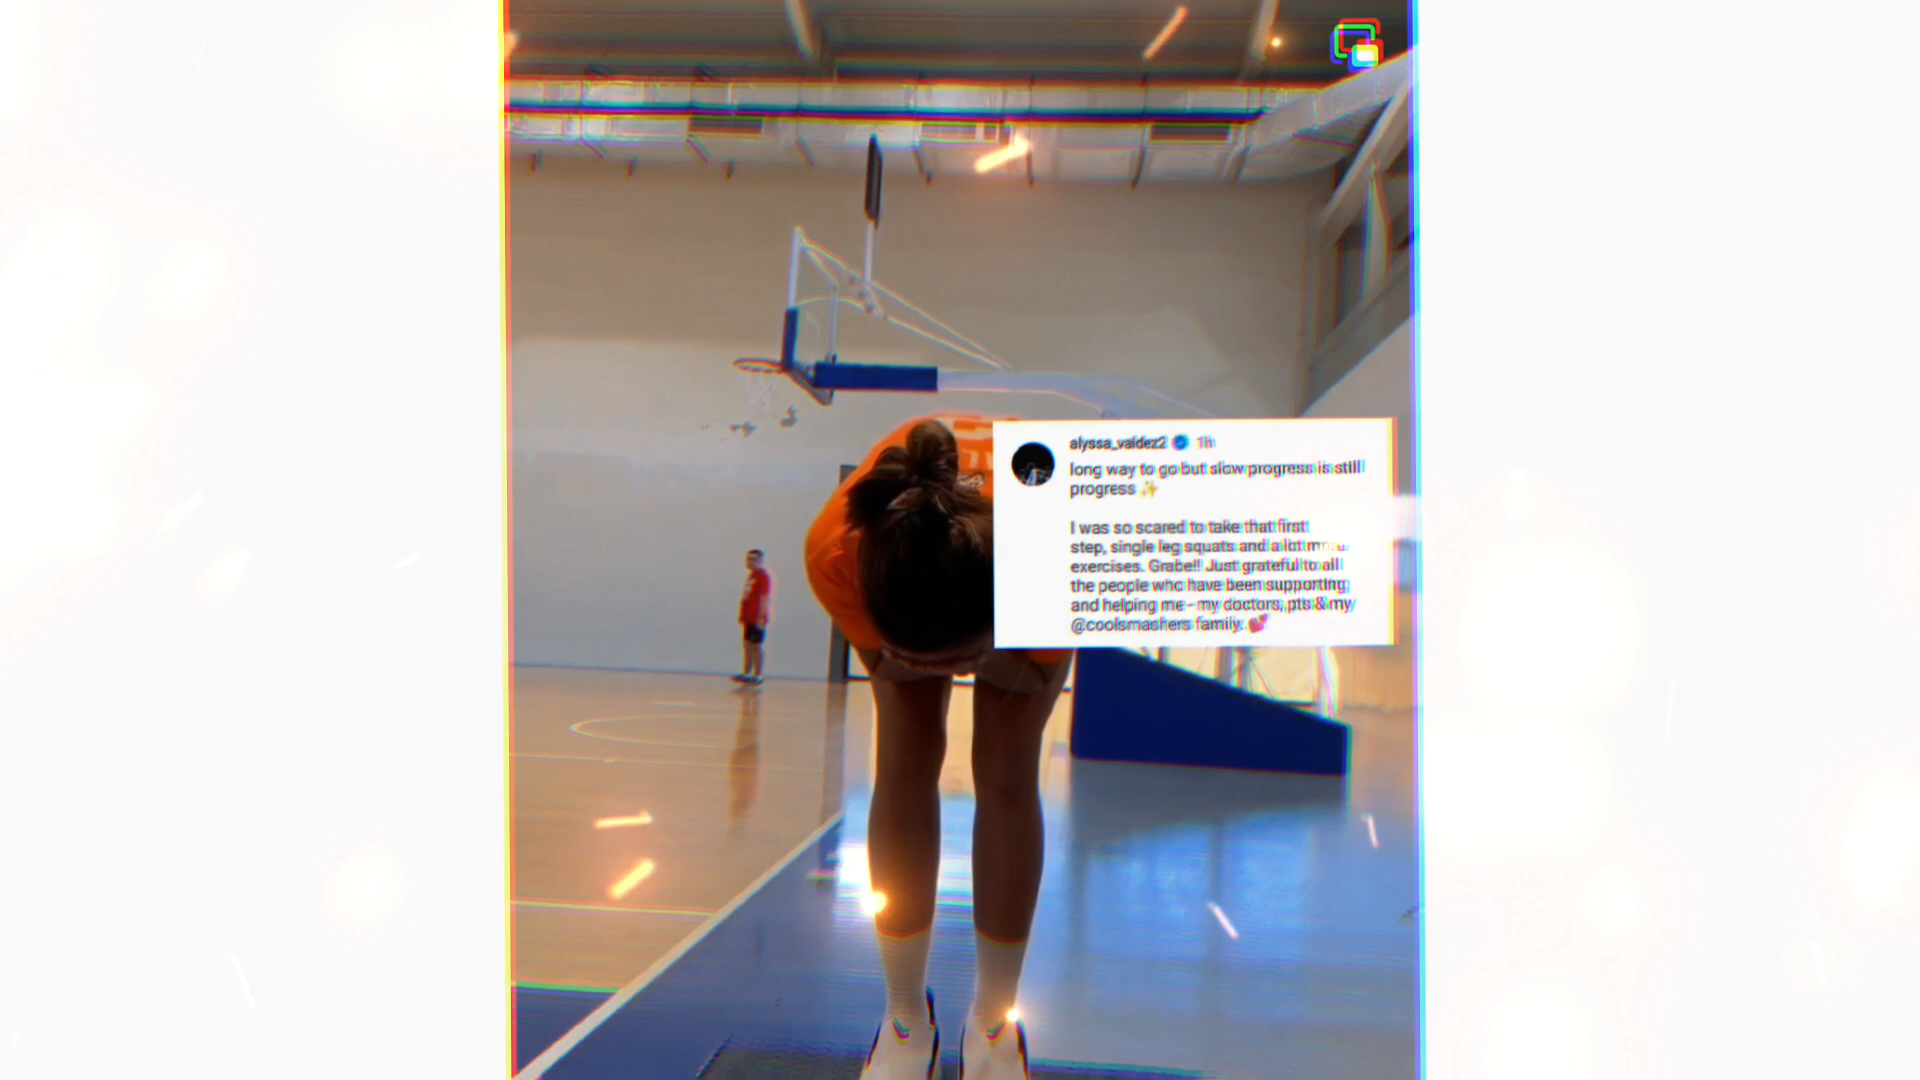 alyssa_valdez2 1h
long way to go but slow progress is still
progress ✨
I was so scared to take that first
step, single leg squats and a lot more
exercises. Grabe!! Just grateful to all
the people who have been supporting
and helping me - my doctors, pts & my
@coolsmashers family. 💕